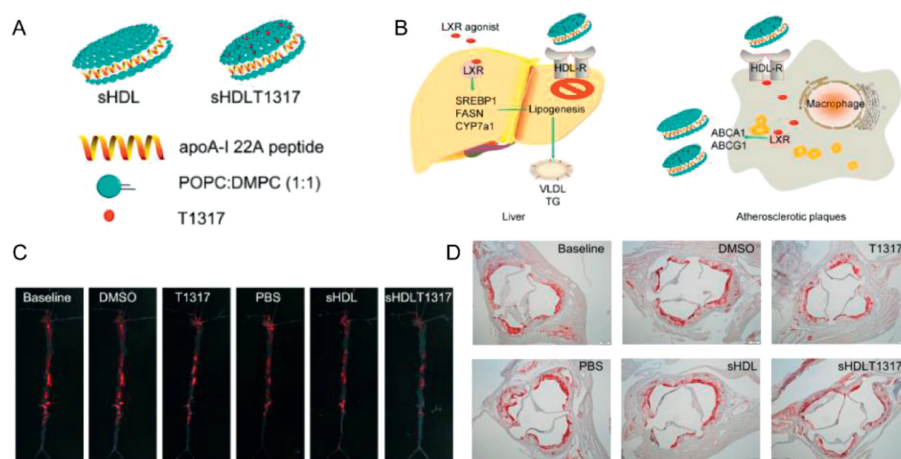 A
sHDL
sHDLT1317
apoA-I 22A peptide
POPC:DMPC (1:1)
T1317
B
LXR agonist
LXR
SREBP1
FASN
CYP7a1
HDL-R
Lipogenesis
VLDL
TG
Liver
HDL-R
Macrophage
ABCA1
ABCG1
LXR
Atherosclerotic plaques
C
Baseline
DMSO
T1317
PBS
sHDL
sHDLT1317
D
Baseline
DMSO
T1317
PBS
sHDL
sHDLT1317